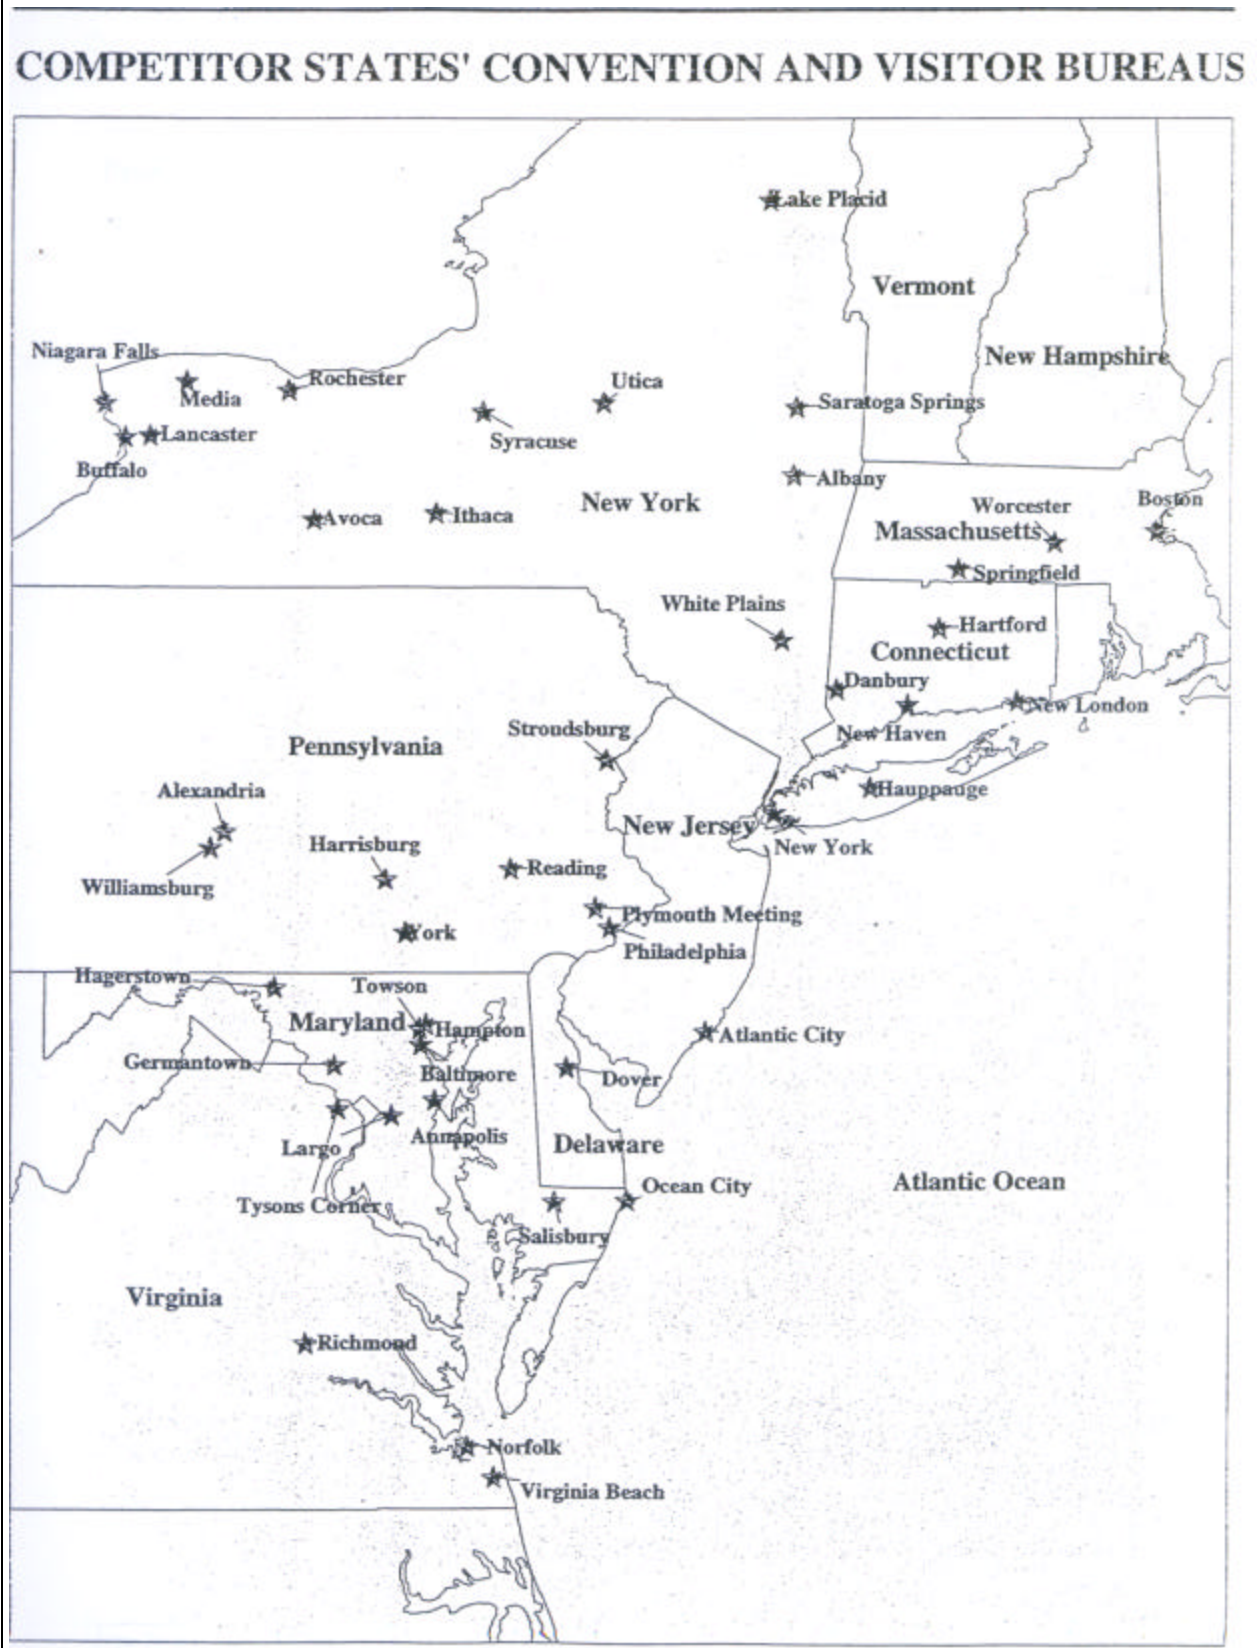 COMPETITOR STATES' CONVENTION AND VISITOR BUREAUS
Lake Placid
Vermont
Niagara Falls
New Hampshire
Rochester
Utica
Media
Saratoga Springs
Lancaster
Syracuse
Buffalo
Albany
New York
Worcester
Boston
Avoca
Ithaca
Massachusetts
Springfield
White Plains
Hartford
Connecticut
Danbury
New London
Stroudsburg
New Haven
Pennsylvania
Alexandria
Hauppauge
New Jersey
Harrisburg
New York
Reading
Williamsburg
Plymouth Meeting
York
Philadelphia
Hagerstown
Towson
Maryland
Hampton
Atlantic City
Germantown
Baltimore
Dover
Annapolis
Delaware
Largo
Ocean City
Atlantic Ocean
Tysons Corner
Salisbury
Virginia
Richmond
Norfolk
Virginia Beach